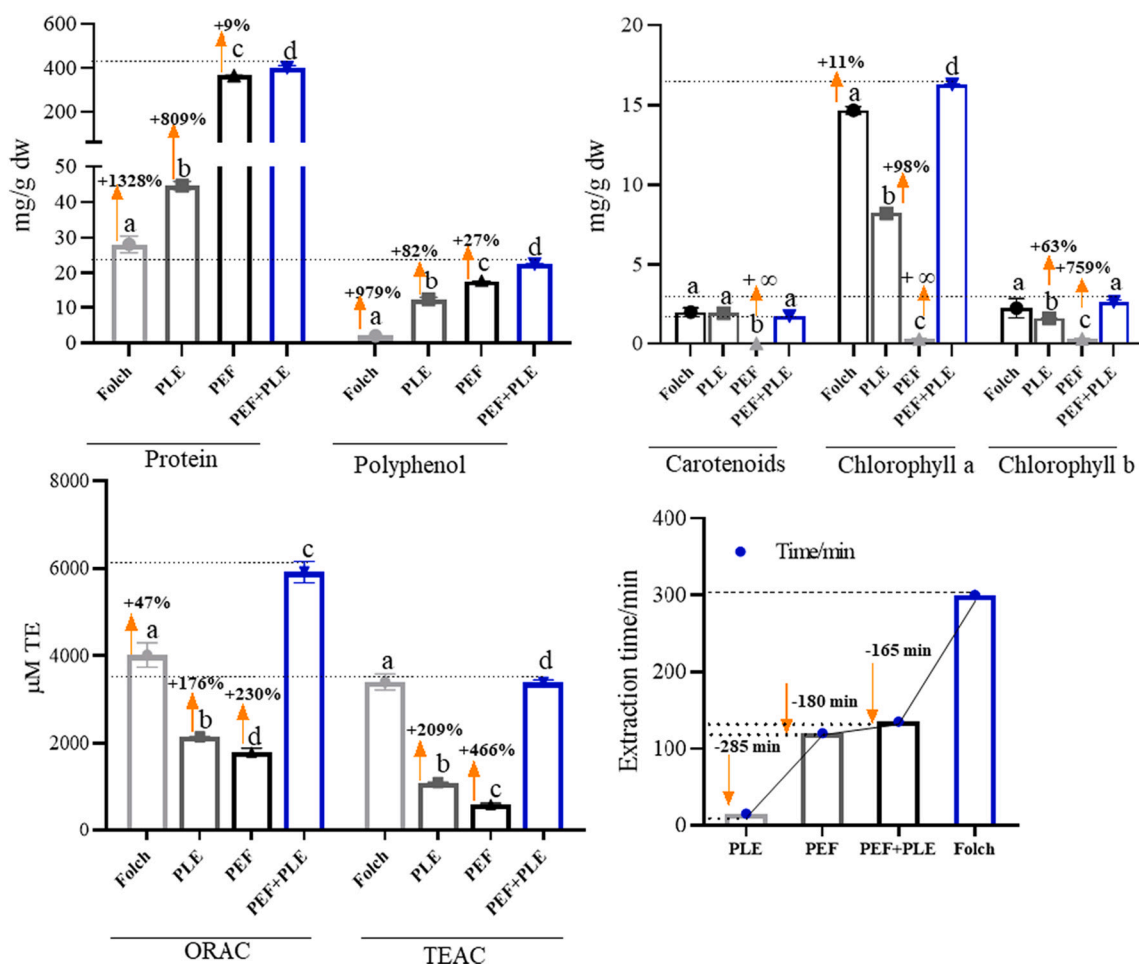 600
400
200
50
40
30
20
10
0
mg/g dw
mg/g dw
+1328%
a
+809%
b
+9%
c
d
+979%
a
+82%
b
+27%
c
d
Folch
PLE
PEF
PEF+PLE
Folch
PLE
PEF
PEF+PLE
Protein
Polyphenol
20
15
10
5
0
mg/g dw
a
a
+ ∞
b
a
+11%
a
b
+98%
+ ∞
c
d
a
+63%
b
+759%
c
a
Folch
PLE
PEF
PEF+PLE
Folch
PLE
PEF
PEF+PLE
Folch
PLE
PEF
PEF+PLE
Carotenoids
Chlorophyll a
Chlorophyll b
8000
6000
4000
2000
0
μM TE
+47%
a
+176%
b
+230%
d
c
a
+209%
b
+466%
c
d
Folch
PLE
PEF
PEF+PLE
Folch
PLE
PEF
PEF+PLE
ORAC
TEAC
400
300
200
100
0
Extraction time/min
Time/min
-285 min
-180 min
-165 min
PLE
PEF
PEF+PLE
Folch